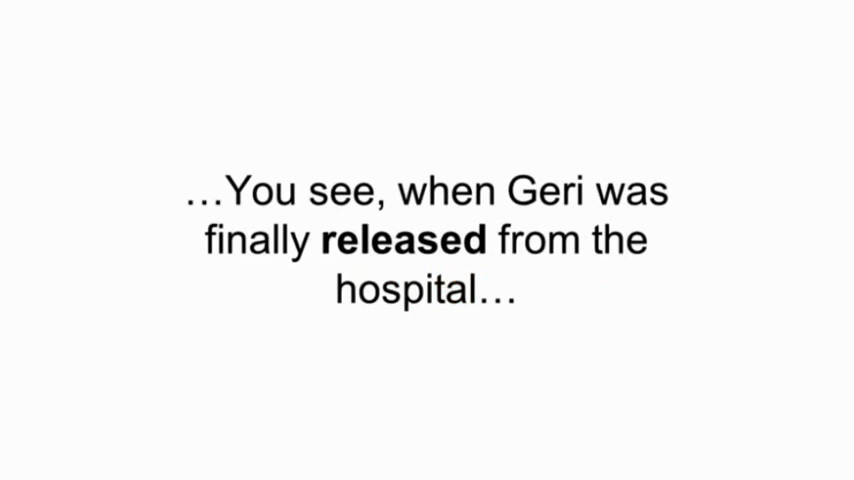 …You see, when Geri was
finally released from the
hospital…